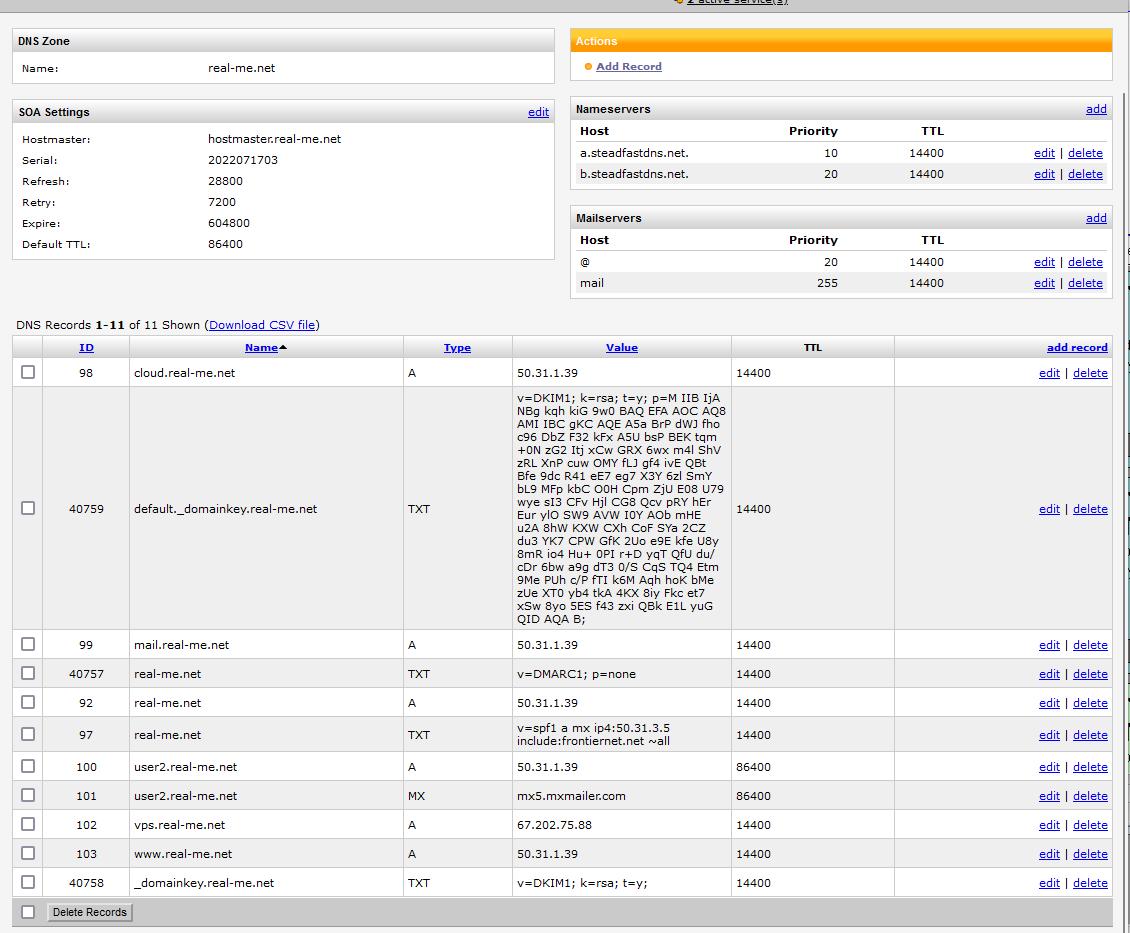 2 active service(s)
DNS Zone
Name: real-me.net
Actions
Add Record
SOA Settings edit
Hostmaster: hostmaster.real-me.net
Serial: 2022071703
Refresh: 28800
Retry: 7200
Expire: 604800
Default TTL: 86400
Nameservers add
Host Priority TTL
a.steadfastdns.net. 10 14400 edit | delete
b.steadfastdns.net. 20 14400 edit | delete
Mailservers add
Host Priority TTL
@ 20 14400 edit | delete
mail 255 14400 edit | delete
DNS Records 1-11 of 11 Shown (Download CSV file)
ID Name Type Value TTL add record
98 cloud.real-me.net A 50.31.1.39 14400 edit | delete
40759 default._domainkey.real-me.net TXT 14400 edit | delete
v=DKIM1; k=rsa; t=y; p=M IIB IjA
NBg kqh kiG 9w0 BAQ EFA AOC AQ8
AMI IBC gKC AQE A5a BrP dWJ fho
c96 DbZ F32 kFx A5U bsP BEK tqm
+0N zG2 Itj xCw GRX 6wx m4l ShV
zRL XnP cuw OMY fLJ gf4 ivE QBt
Bfe 9dc R41 eE7 eg7 X3Y 6zl SmY
bL9 MFp kbC O0H Cpm ZjU E08 U79
wye sI3 CFv Hjl CG8 Qcv pRY hEr
Eur ylO SW9 AVW I0Y AOb mHE
u2A 8hW KXW CXh CoF SYa 2CZ
du3 YK7 CPW GfK 2Uo e9E kfe U8y
8mR io4 Hu+ 0PI r+D yqT QfU du/
cDr 6bw a9g dT3 0/S CqS TQ4 Etm
9Me PUh c/P fTI k6M Aqh hoK bMe
zUe XT0 yb4 tkA 4KX 8iy Fkc et7
xSw 8yo 5ES f43 zxi QBk E1L yuG
QID AQA B;
99 mail.real-me.net A 50.31.1.39 14400 edit | delete
40757 real-me.net TXT v=DMARC1; p=none 14400 edit | delete
92 real-me.net A 50.31.1.39 14400 edit | delete
97 real-me.net TXT v=spf1 a mx ip4:50.31.3.5 14400 edit | delete
include:frontiernet.net ~all
100 user2.real-me.net A 50.31.1.39 86400 edit | delete
101 user2.real-me.net MX mx5.mxmailer.com 86400 edit | delete
102 vps.real-me.net A 67.202.75.88 14400 edit | delete
103 www.real-me.net A 50.31.1.39 14400 edit | delete
40758 _domainkey.real-me.net TXT v=DKIM1; k=rsa; t=y; 14400 edit | delete
Delete Records